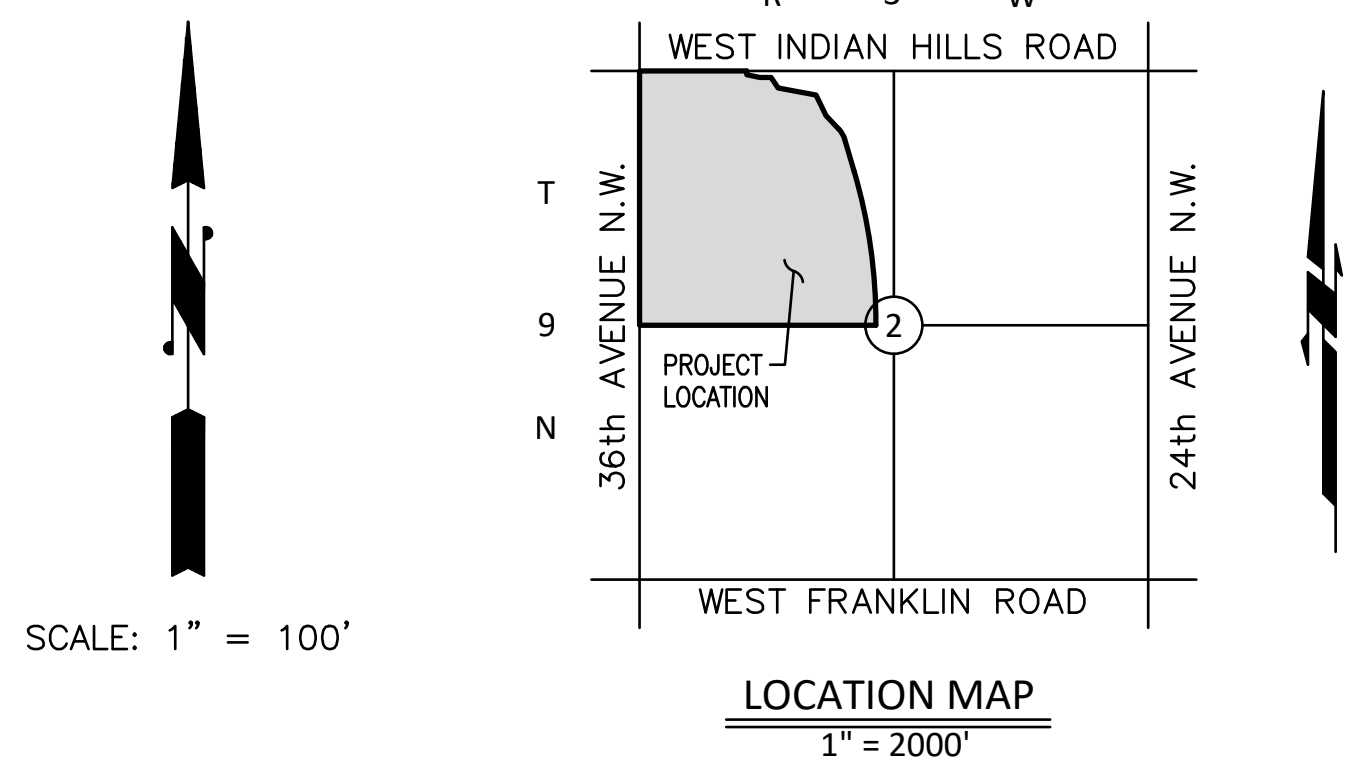 WEST INDIAN HILLS ROAD
T
9
N
36th AVENUE N.W.
24th AVENUE N.W.
2
PROJECT
LOCATION
WEST FRANKLIN ROAD
N
SCALE: 1” = 100’
LOCATION MAP
1" = 2000'